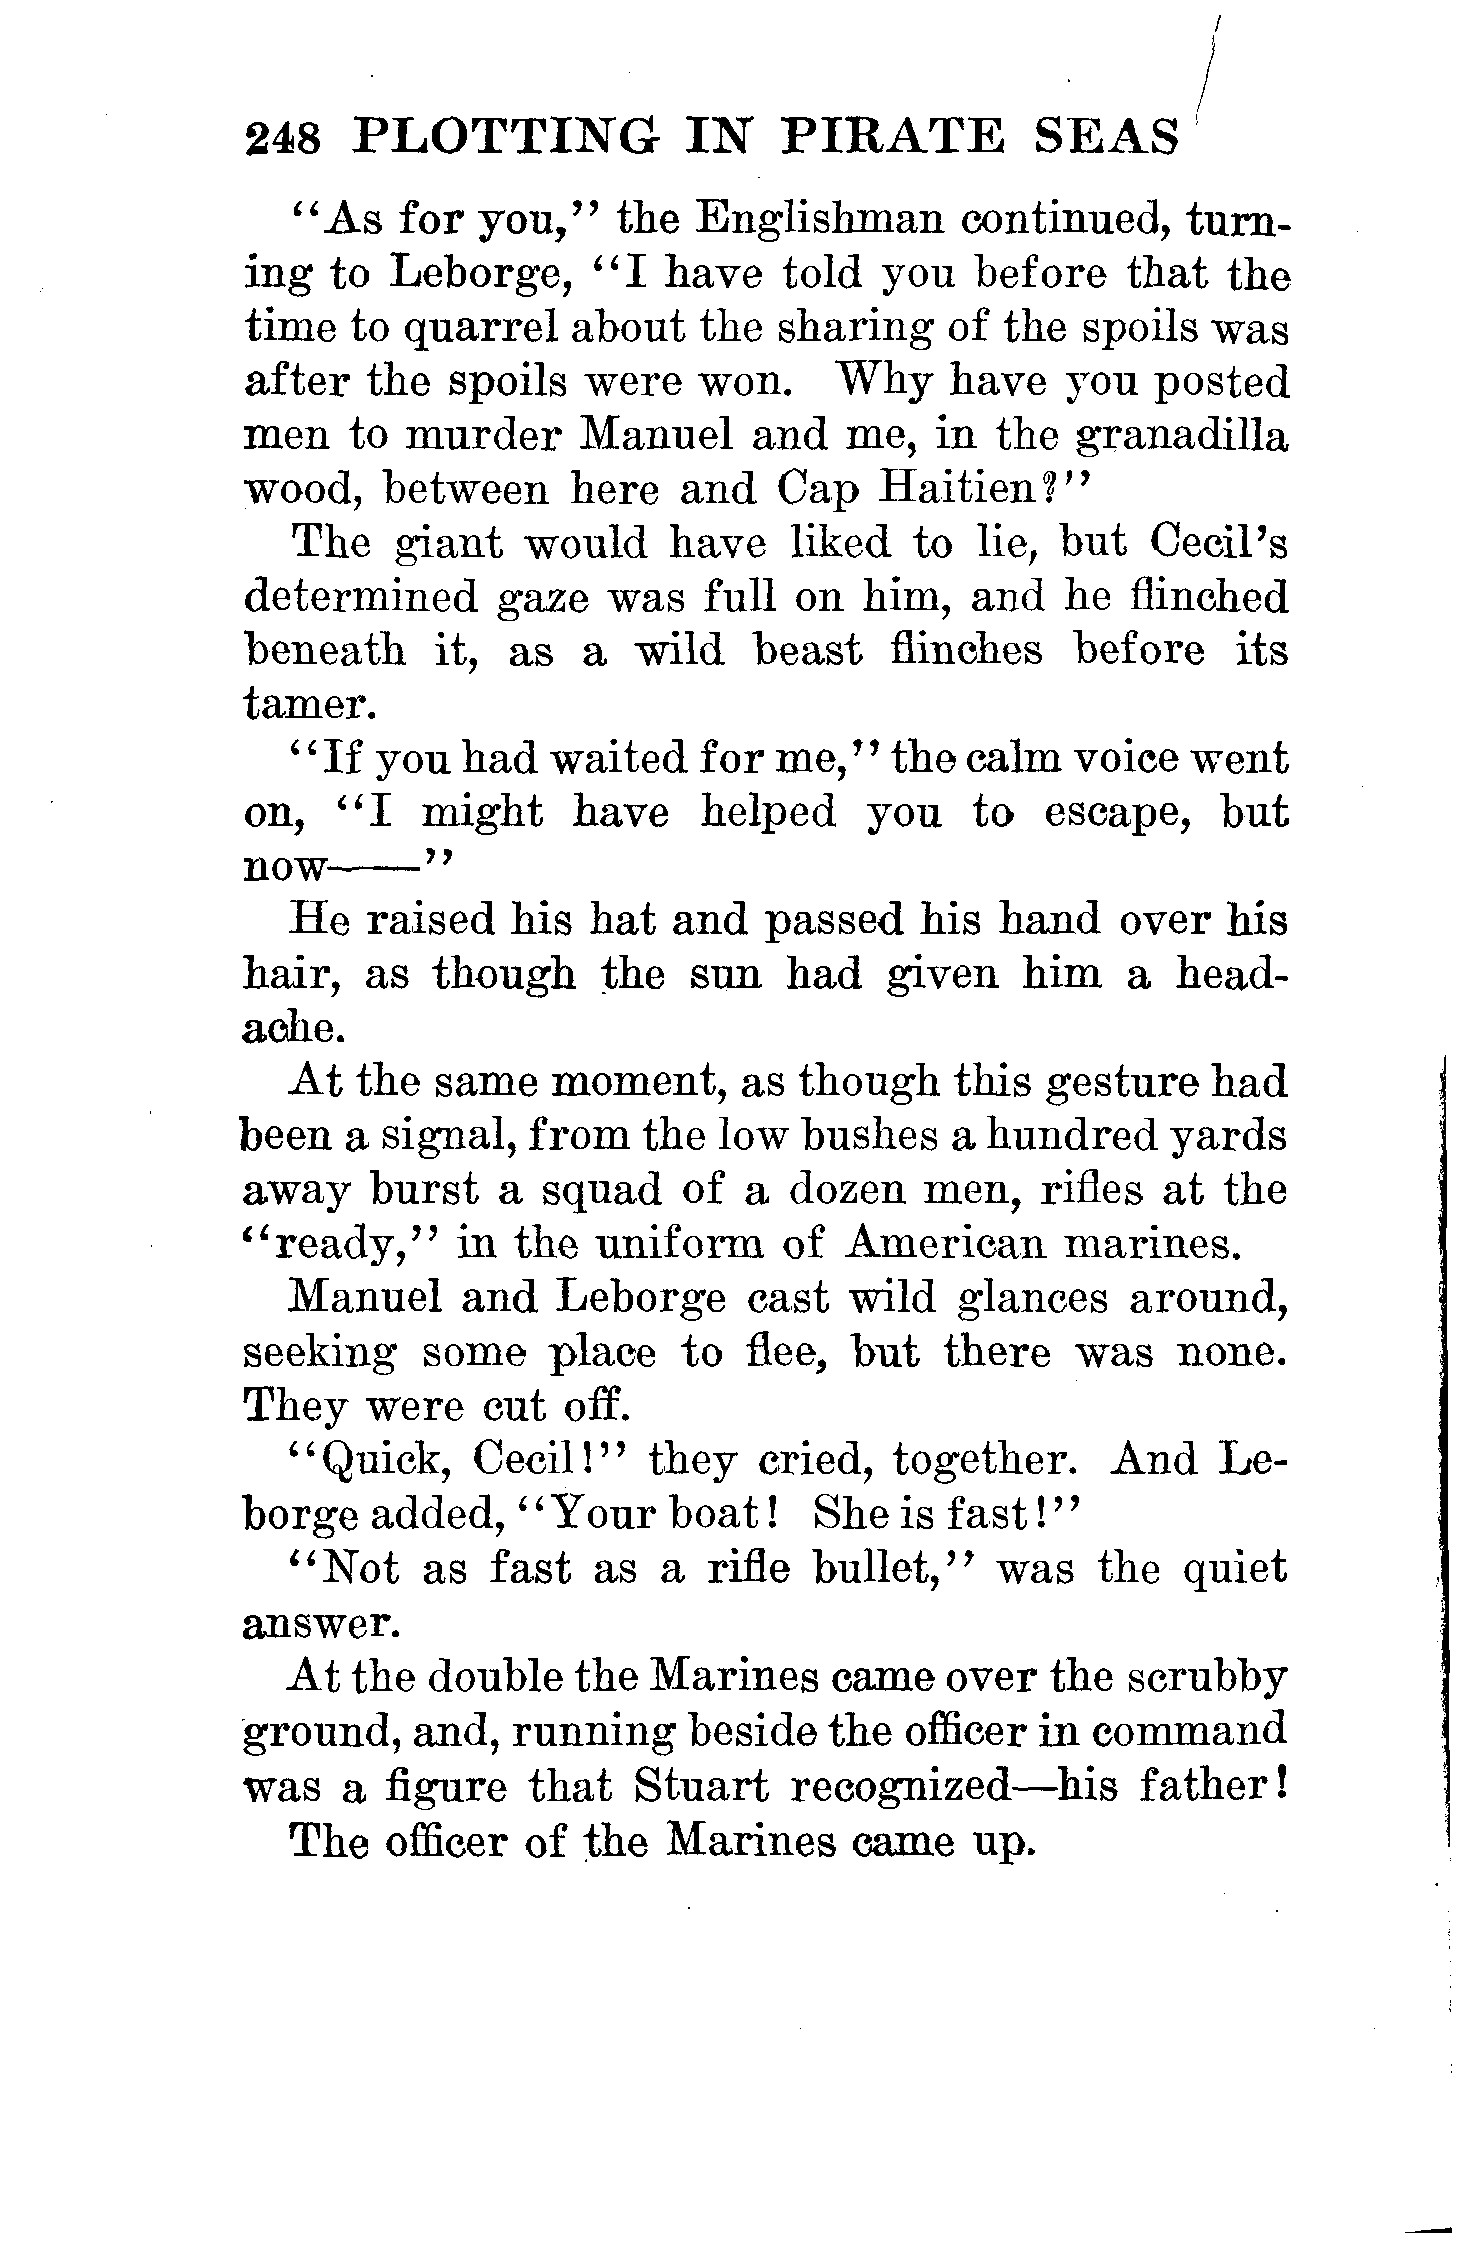 248 PLOTTING IN PIRATE SEAS
“As for you,” the Englishman continued, turn-
ing to Leborge, “I have told you before that the
time to quarrel about the sharing of the spoils was
after the spoils were won. Why have you posted
men to murder Manuel and me, in the granadilla
wood, between here and Cap Haitien?”
The giant would have liked to lie, but Cecil’s
determined gaze was full on him, and he flinched
beneath it, as a wild beast flinches before its
tamer.
“If you had waited for me,” the calm voice went
on, “I might have helped you to escape, but
now——”
He raised his hat and passed his hand over his
hair, as though the sun had given him a head-
ache.
At the same moment, as though this gesture had
been a signal, from the low bushes a hundred yards
away burst a squad of a dozen men, rifles at the
“ready,” in the uniform of American marines.
Manuel and Leborge cast wild glances around,
seeking some place to flee, but there was none.
They were cut off.
“Quick, Cecil!” they cried, together. And Le-
borge added, “Your boat! She is fast!”
“Not as fast as a rifle bullet,” was the quiet
answer.
At the double the Marines came over the scrubby
ground, and, running beside the officer in command
was a figure that Stuart recognized—his father!
The officer of the Marines came up.